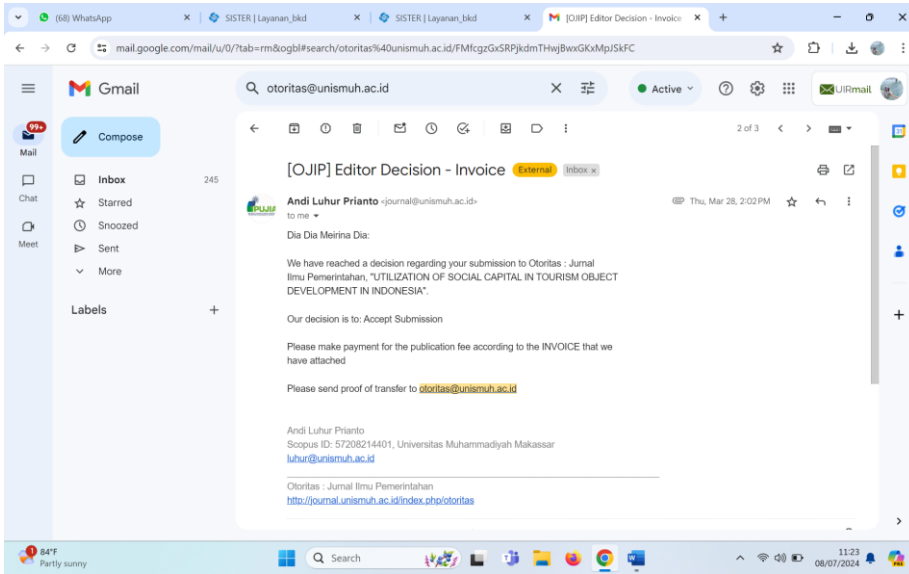 (68) WhatsApp
SISTER | Layanan_bkd
SISTER | Layanan_bkd
[OJIP] Editor Decision - Invoice
mail.google.com/mail/u/0/?tab=rm&ogbl#search/otoritas%40unismuh.ac.id/FMfcgzGxSRPjkdmTHwjBwxGKxMpJSkFC
Gmail
otoritas@unismuh.ac.id
Active
UIRmail
99+
Mail
Chat
Meet
Compose
Inbox 245
Starred
Snoozed
Sent
More
Labels
2 of 3
[OJIP] Editor Decision - Invoice External Inbox x
Andi Luhur Prianto <journal@unismuh.ac.id> Thu, Mar 28, 2:02 PM
to me
Dia Dia Meirina Dia:
We have reached a decision regarding your submission to Otoritas : Jurnal
Ilmu Pemerintahan, "UTILIZATION OF SOCIAL CAPITAL IN TOURISM OBJECT
DEVELOPMENT IN INDONESIA".
Our decision is to: Accept Submission
Please make payment for the publication fee according to the INVOICE that we
have attached
Please send proof of transfer to otoritas@unismuh.ac.id
Andi Luhur Prianto
Scopus ID: 57208214401, Universitas Muhammadiyah Makassar
luhur@unismuh.ac.id
Otoritas : Jurnal Ilmu Pemerintahan
http://journal.unismuh.ac.id/index.php/otoritas
1
84°F
Partly sunny
Search
11:23
08/07/2024